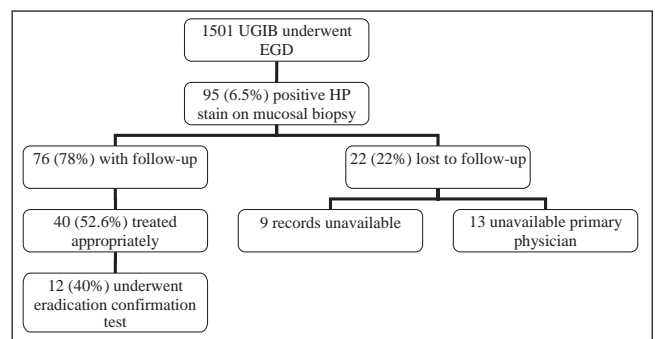 1501 UGIB underwent
EGD
95 (6.5%) positive HP
stain on mucosal biopsy
76 (78%) with follow-up
22 (22%) lost to follow-up
40 (52.6%) treated
appropriately
9 records unavailable
13 unavailable primary
physician
12 (40%) underwent
eradication confirmation
test